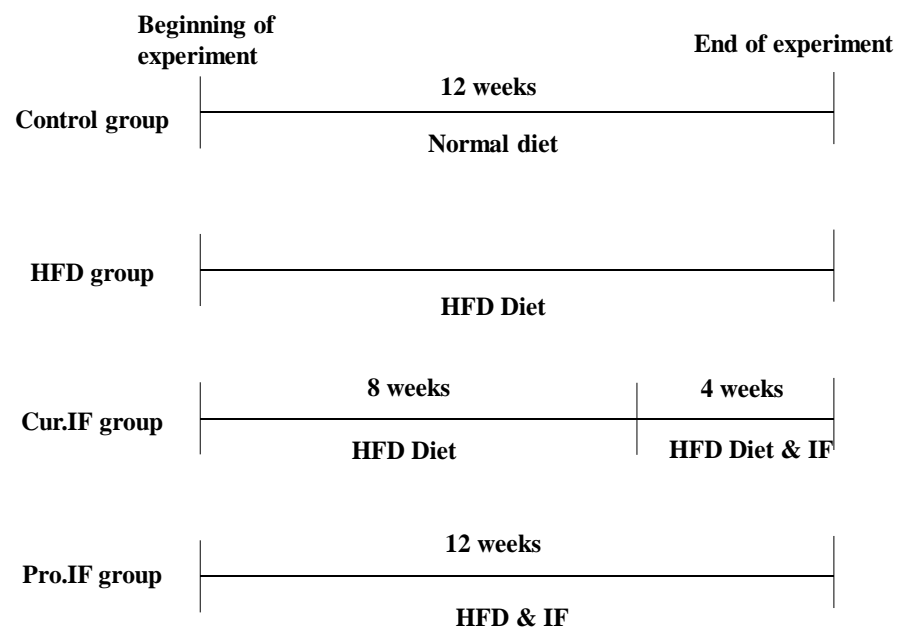 Beginning of
experiment
End of experiment
12 weeks
Control group
Normal diet
HFD group
HFD Diet
8 weeks
4 weeks
Cur.IF group
HFD Diet
HFD Diet & IF
12 weeks
Pro.IF group
HFD & IF